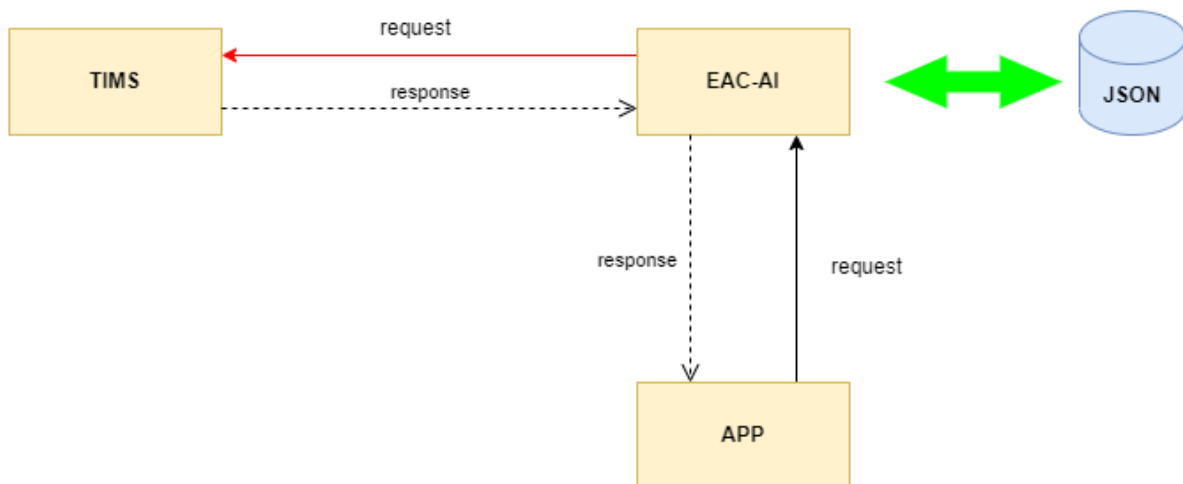 request
TIMS
EAC-AI
response
JSON
response
request
APP